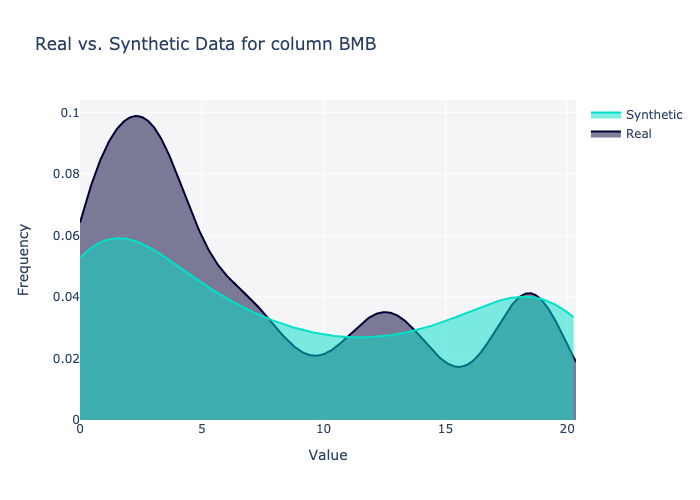 Real vs. Synthetic Data for column BMB
Synthetic
Real
Frequency
0.1
0.08
0.06
0.04
0.02
0
0 5 10 15 20
Value